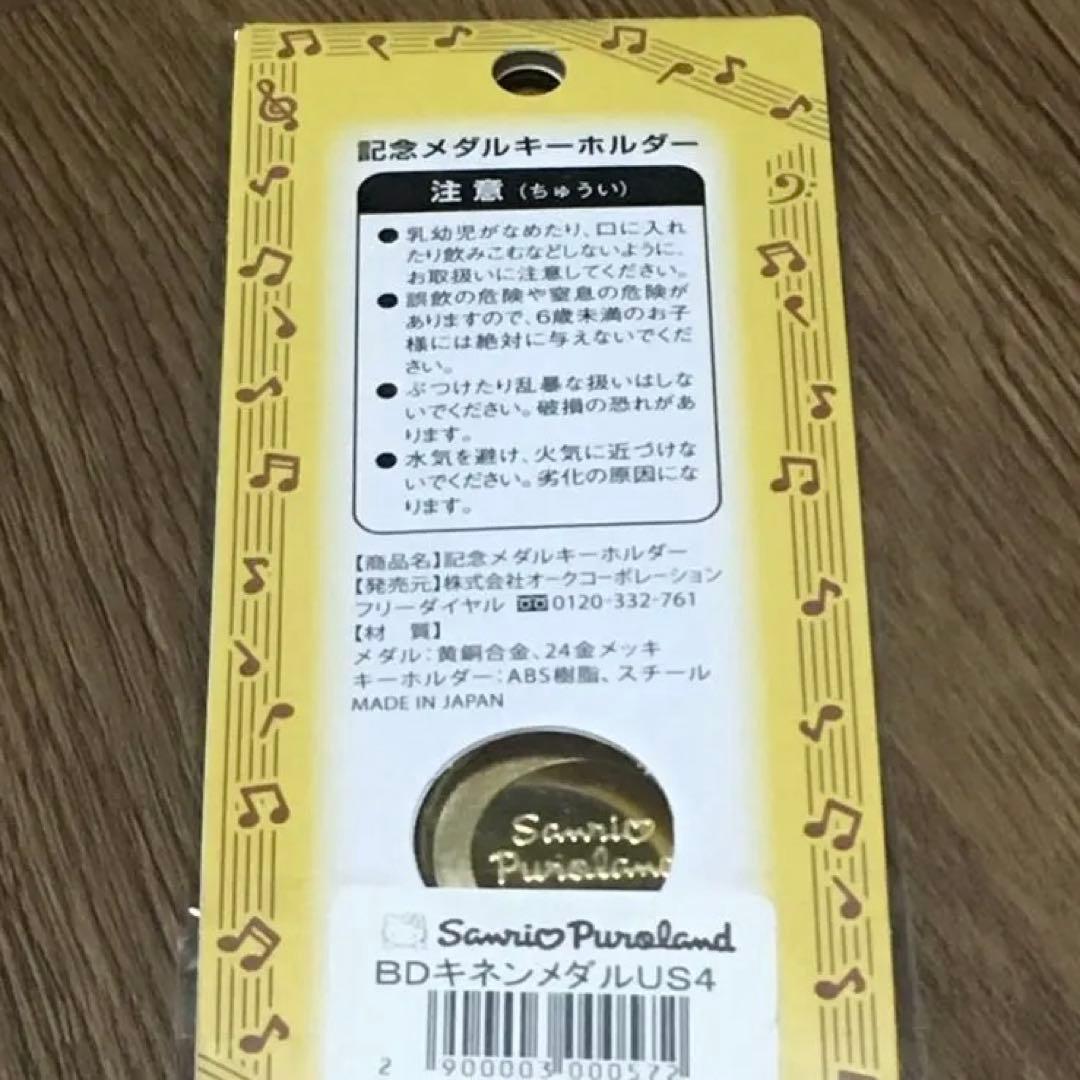 記念メダルキーホルダー
注意(ちゅうい)
●乳幼児がなめたり、口に入れ
たり飲みこむなどしないように、
お取扱いに注意してください。
●誤飲の危険や窒息の危険が
ありますので、6歳未満のお子
様には絶対に与えないでくだ
さい。
●ぶつけたり乱暴な扱いはしな
いでください。破損の恐れがあ
ります。
●水気を避け、火気に近づけな
いでください。劣化の原因にな
ります。
【商品名】記念メダルキーホルダー
【発売元】株式会社オークコーポレーション
フリーダイヤル 0120-332-761
【材 質】
メダル:黄銅合金、24金メッキ
キーホルダー:ABS樹脂、スチール
MADE IN JAPAN
Sanrio
Puroland
Sanrio Puroland
BDキネンメダルUS4
2 900003 000572